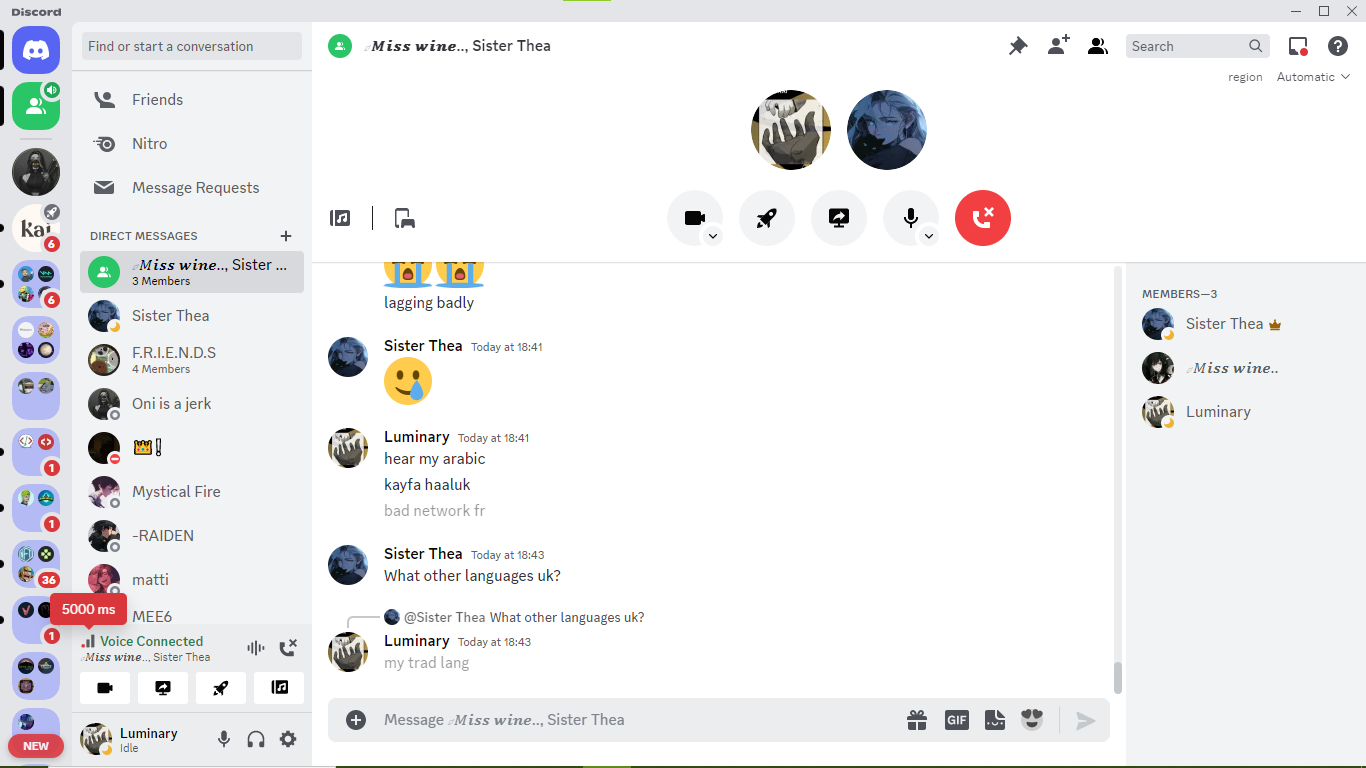 Discord
Find or start a conversation
Friends
Nitro
Message Requests
DIRECT MESSAGES
Miss wine.., Sister ...
3 Members
Sister Thea
F.R.I.E.N.D.S
4 Members
Oni is a jerk
👑!
Mystical Fire
-RAIDEN
matti
MEE6
kai
6
6
1
1
36
1
NEW
5000 ms
Voice Connected
Miss wine.., Sister Thea
Luminary
Idle
Miss wine.., Sister Thea
Search
region Automatic
😭😭
lagging badly
Sister Thea Today at 18:41
🥲
Luminary Today at 18:41
hear my arabic
kayfa haaluk
bad network fr
Sister Thea Today at 18:43
What other languages uk?
@Sister Thea What other languages uk?
Luminary Today at 18:43
my trad lang
Message Miss wine.., Sister Thea
GIF
MEMBERS—3
Sister Thea
Miss wine..
Luminary